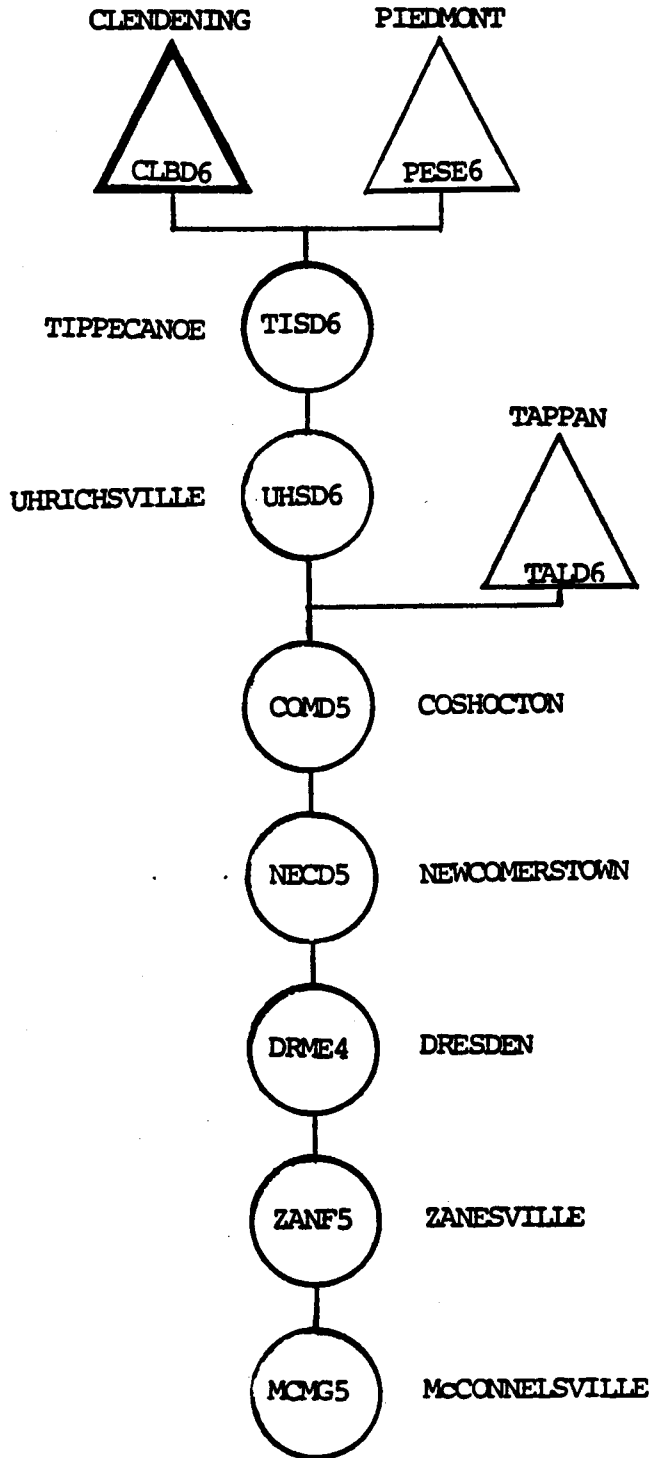 CLENDENING PIEDMONT
CLBD6 PESE6
TIPPECANOE TISD6
TAPPAN
UHRICHSVILLE UHSD6
TALD6
COMD5 COSHOCTON
NECD5 NEWCOMERSTOWN
DRME4 DRESDEN
ZANF5 ZANESVILLE
MCMG5 McCONNELSVILLE